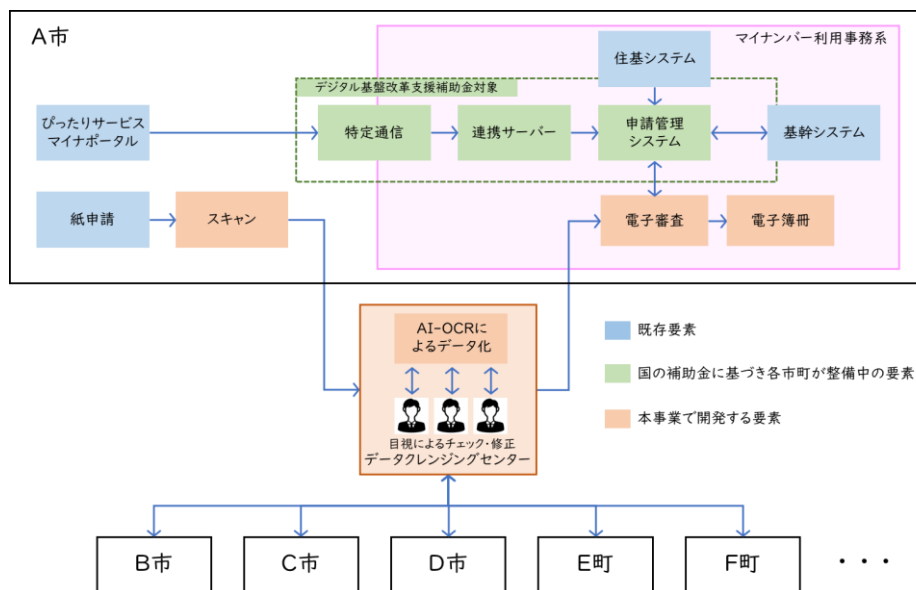 A市
マイナンバー利用事務系
住基システム
デジタル基盤改革支援補助金対象
ぴったりサービス
マイナポータル
特定通信
連携サーバー
申請管理
システム
基幹システム
紙申請
スキャン
電子審査
電子簿冊
AI-OCRに
よるデータ化
目視によるチェック・修正
データクレンジングセンター
既存要素
国の補助金に基づき各市町が整備中の要素
本事業で開発する要素
B市
C市
D市
E町
F町
・・・